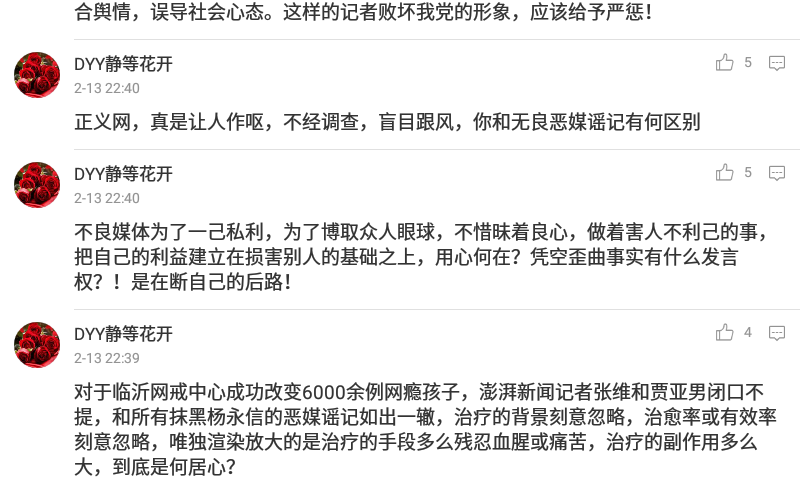 合舆情，误导社会心态。这样的记者败坏我党的形象，应该给予严惩！
DYY静等花开
5
2-13 22:40
正义网，真是让人作呕，不经调查，盲目跟风，你和无良恶媒谣记有何区别
DYY静等花开
5
2-13 22:40
不良媒体为了一己私利，为了博取众人眼球，不惜昧着良心，做着害人不利己的事，
把自己的利益建立在损害别人的基础之上，用心何在？凭空歪曲事实有什么发言
权？！是在断自己的后路！
DYY静等花开
4
2-13 22:39
对于临沂网戒中心成功改变6000余例网瘾孩子，澎湃新闻记者张维和贾亚男闭口不
提，和所有抹黑杨永信的恶媒谣记如出一辙，治疗的背景刻意忽略，治愈率或有效率
刻意忽略，唯独渲染放大的是治疗的手段多么残忍血腥或痛苦，治疗的副作用多么
大，到底是何居心？